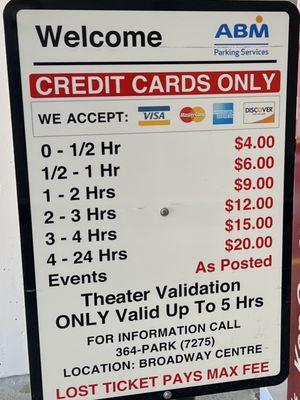 Welcome
ABM
Parking Services
CREDIT CARDS ONLY
WE ACCEPT: VISA MasterCard DISCOVER
0 - 1/2 Hr $4.00
1/2 - 1 Hr $6.00
1 - 2 Hrs $9.00
2 - 3 Hrs $12.00
3 - 4 Hrs $15.00
4 - 24 Hrs $20.00
Events As Posted
Theater Validation
ONLY Valid Up To 5 Hrs
FOR INFORMATION CALL
364-PARK (7275)
LOCATION: BROADWAY CENTRE
LOST TICKET PAYS MAX FEE